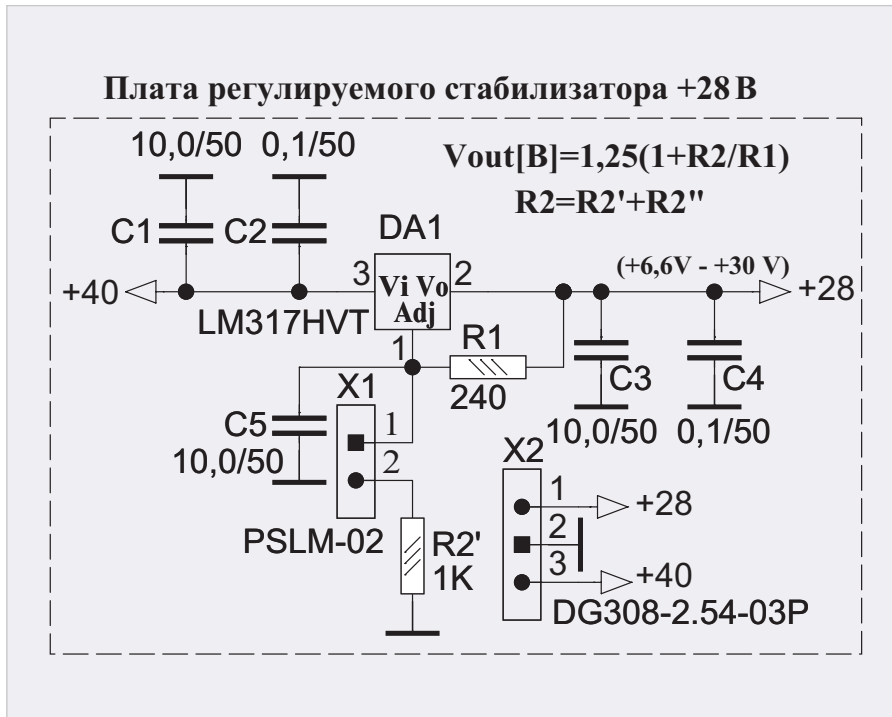 Плата регулируемого стабилизатора +28 В
10,0/50 0,1/50
Vout[В]=1,25(1+R2/R1)
R2=R2'+R2"
C1
C2
DA1
+40
3
Vi Vo
2
(+6,6V - +30 V)
+28
Adj
LM317HVT
1
R1
240
C3
C4
10,0/50 0,1/50
C5
10,0/50
X1
1
2
PSLM-02
R2'
1K
X2
1
+28
2
3
+40
DG308-2.54-03P